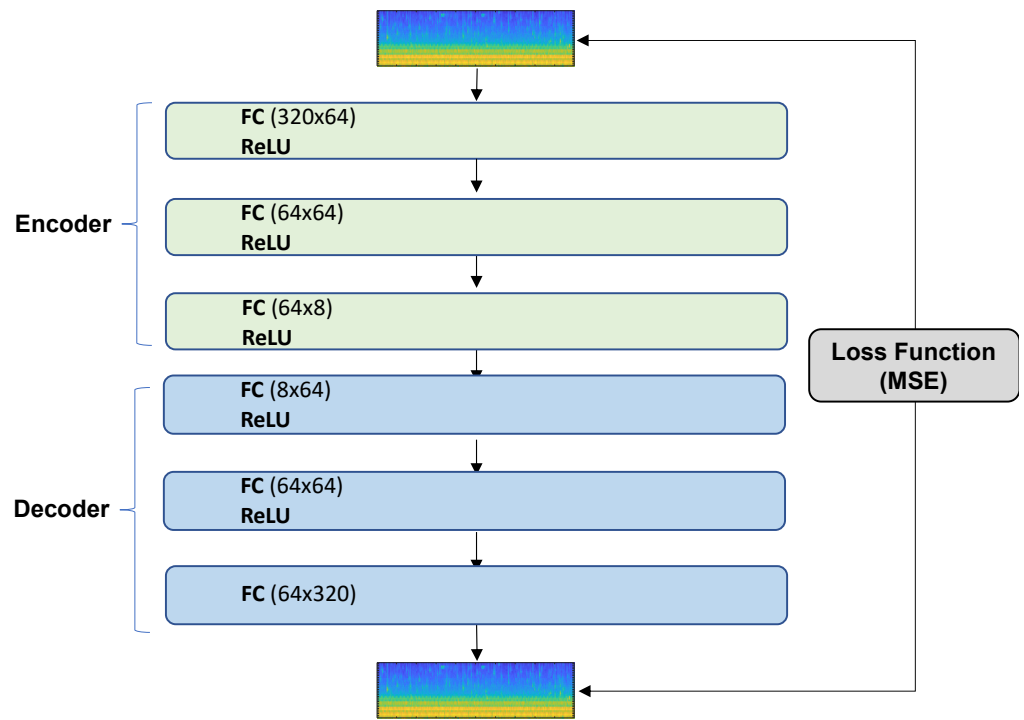 FC (320x64)
ReLU
Encoder
FC (64x64)
ReLU
FC (64x8)
ReLU
Loss Function
(MSE)
FC (8x64)
ReLU
Decoder
FC (64x64)
ReLU
FC (64x320)